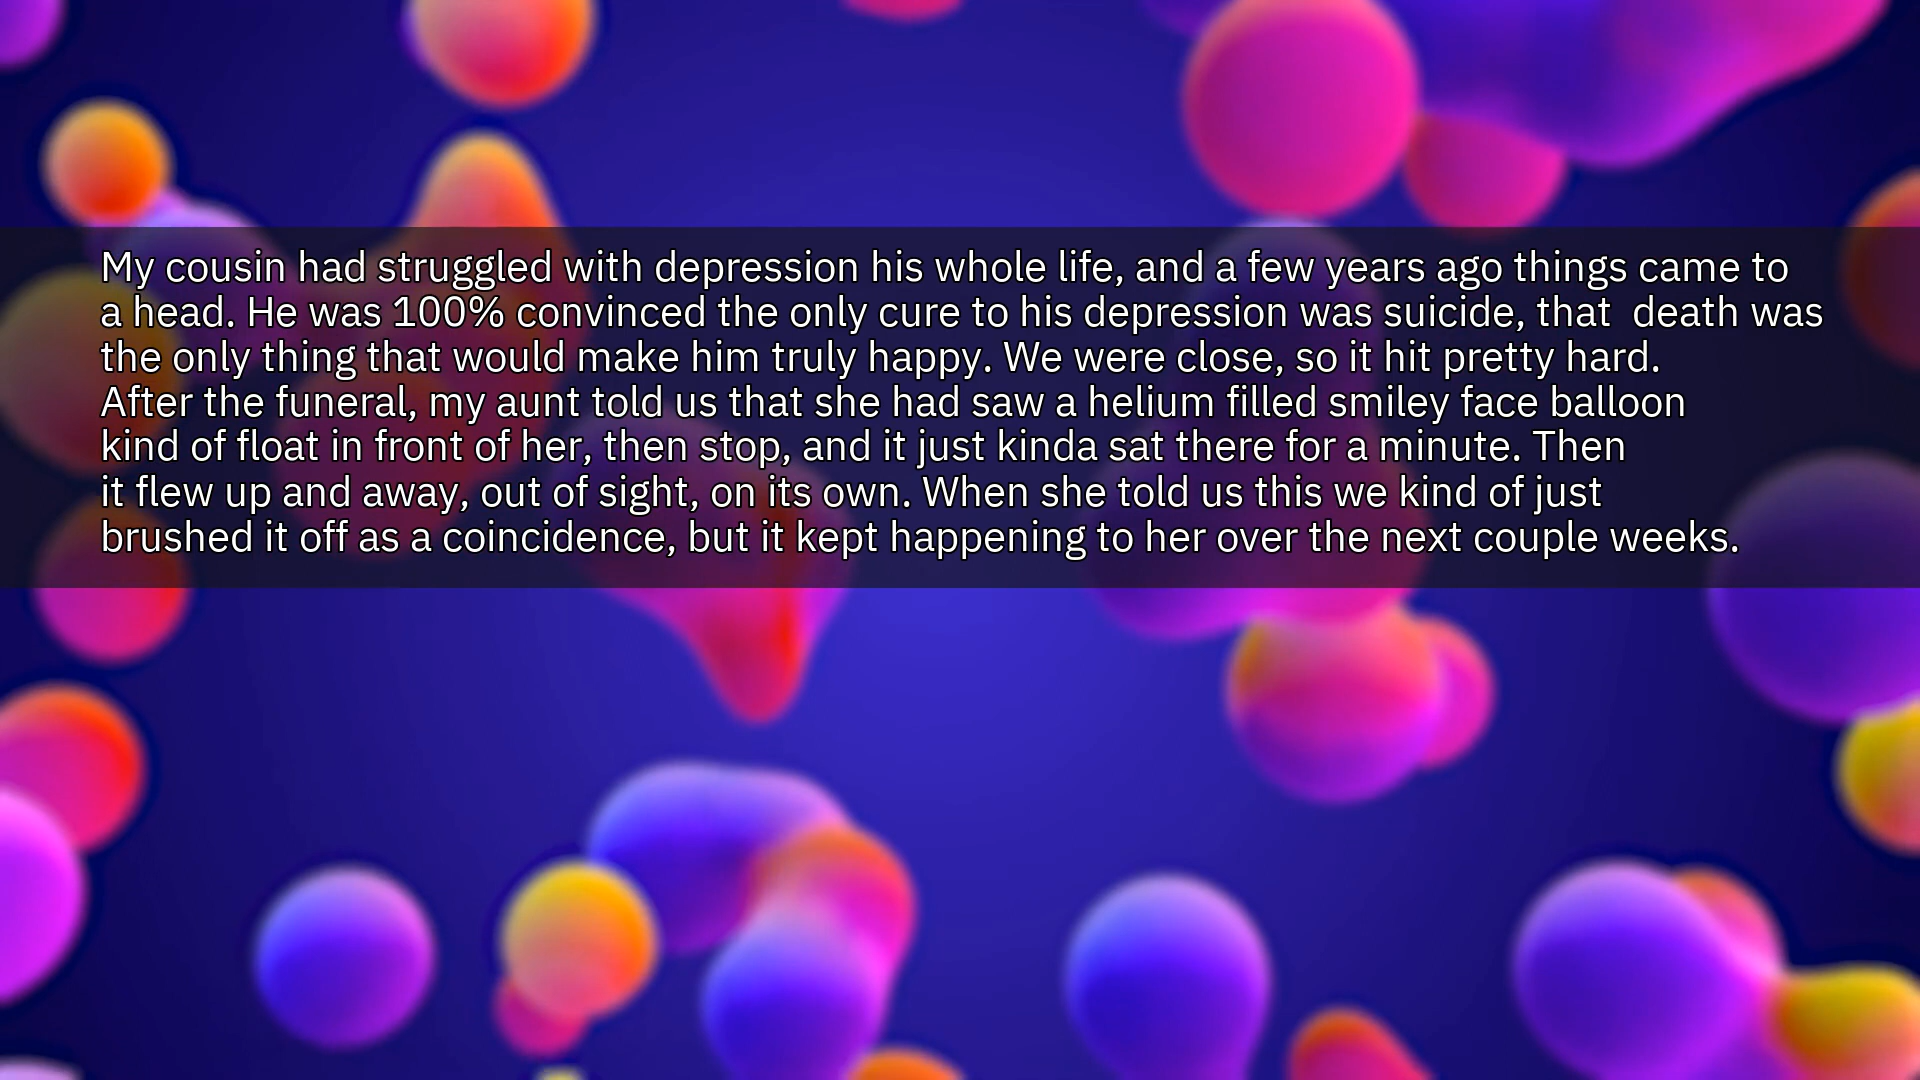 My cousin had struggled with depression his whole life, and a few years ago things came to
a head. He was 100% convinced the only cure to his depression was suicide, that  death was
the only thing that would make him truly happy. We were close, so it hit pretty hard.
After the funeral, my aunt told us that she had saw a helium filled smiley face balloon
kind of float in front of her, then stop, and it just kinda sat there for a minute. Then
it flew up and away, out of sight, on its own. When she told us this we kind of just
brushed it off as a coincidence, but it kept happening to her over the next couple weeks.